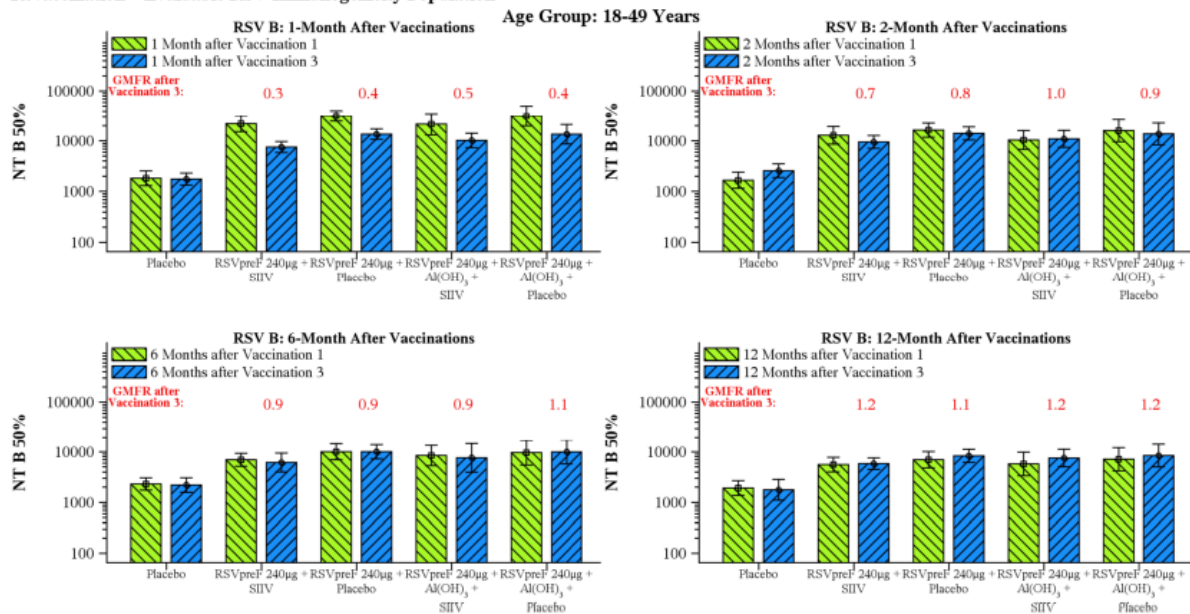 Age Group: 18-49 Years
RSV B: 1-Month After Vaccinations
1 Month after Vaccination 1
1 Month after Vaccination 3
GMFR after
Vaccination 3:
0.3 0.4 0.5 0.4
NT B 50%
100000
10000
1000
100
Placebo
RSVpreF 240μg +
SIIV
RSVpreF 240μg +
Placebo
RSVpreF 240μg +
Al(OH)₃ +
SIIV
RSVpreF 240μg +
Al(OH)₃ +
Placebo
RSV B: 2-Month After Vaccinations
2 Months after Vaccination 1
2 Months after Vaccination 3
GMFR after
Vaccination 3:
0.7 0.8 1.0 0.9
NT B 50%
100000
10000
1000
100
Placebo
RSVpreF 240μg +
SIIV
RSVpreF 240μg +
Placebo
RSVpreF 240μg +
Al(OH)₃ +
SIIV
RSVpreF 240μg +
Al(OH)₃ +
Placebo
RSV B: 6-Month After Vaccinations
6 Months after Vaccination 1
6 Months after Vaccination 3
GMFR after
Vaccination 3:
0.9 0.9 0.9 1.1
NT B 50%
100000
10000
1000
100
Placebo
RSVpreF 240μg +
SIIV
RSVpreF 240μg +
Placebo
RSVpreF 240μg +
Al(OH)₃ +
SIIV
RSVpreF 240μg +
Al(OH)₃ +
Placebo
RSV B: 12-Month After Vaccinations
12 Months after Vaccination 1
12 Months after Vaccination 3
GMFR after
Vaccination 3:
1.2 1.1 1.2 1.2
NT B 50%
100000
10000
1000
100
Placebo
RSVpreF 240μg +
SIIV
RSVpreF 240μg +
Placebo
RSVpreF 240μg +
Al(OH)₃ +
SIIV
RSVpreF 240μg +
Al(OH)₃ +
Placebo